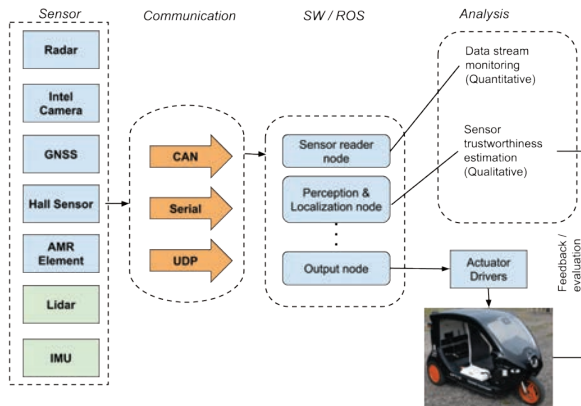 Sensor
Communication
SW / ROS
Analysis
Radar
Intel
Camera
GNSS
Hall Sensor
AMR
Element
Lidar
IMU
CAN
Serial
UDP
Sensor reader
node
Perception &
Localization node
Output node
Data stream
monitoring
(Quantitative)
Sensor
trustworthiness
estimation
(Qualitative)
Actuator
Drivers
Feedback /
evaluation